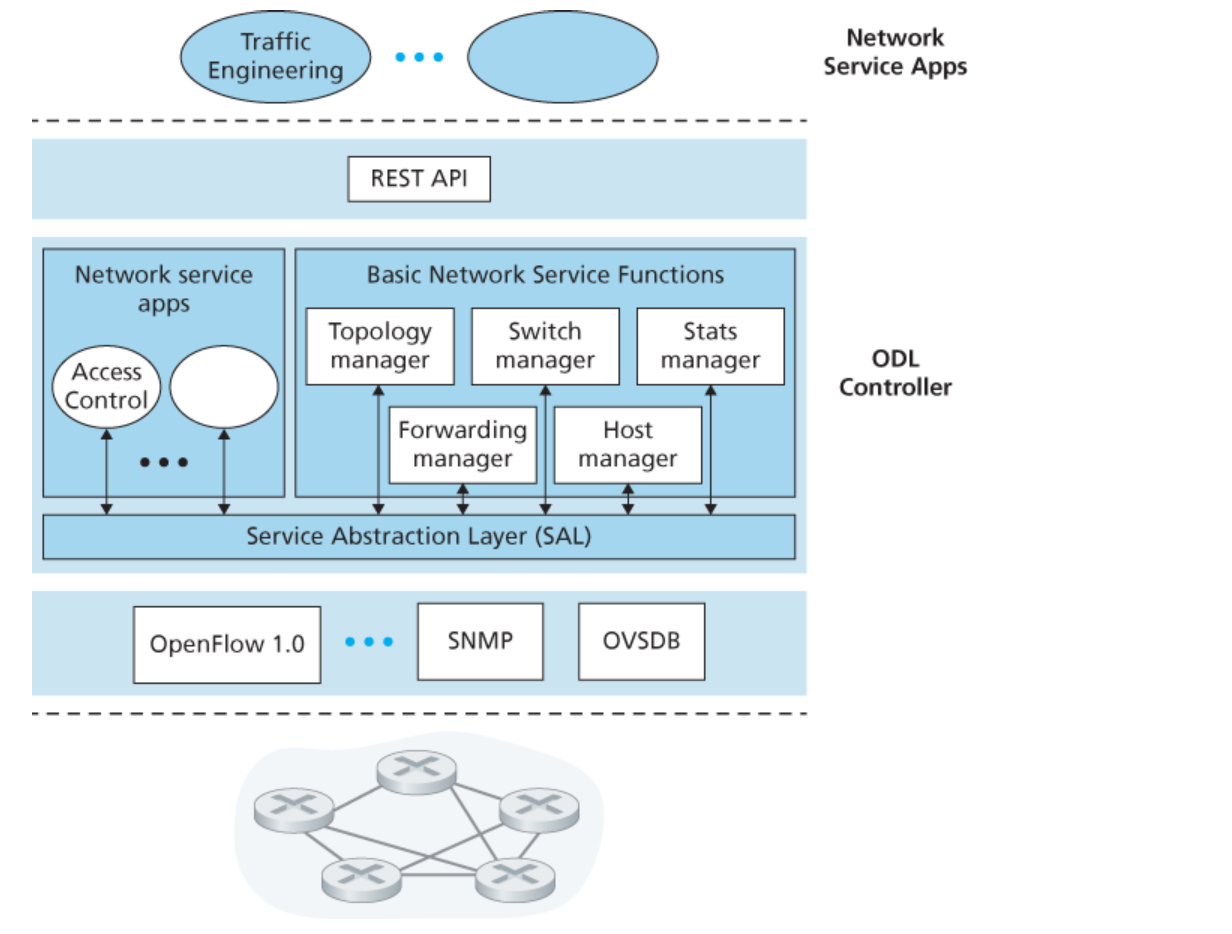 Traffic
Engineering
Network
Service Apps
REST API
Network service
apps
Access
Control
Basic Network Service Functions
Topology
manager
Switch
manager
Stats
manager
Forwarding
manager
Host
manager
ODL
Controller
Service Abstraction Layer (SAL)
OpenFlow 1.0
SNMP
OVSDB